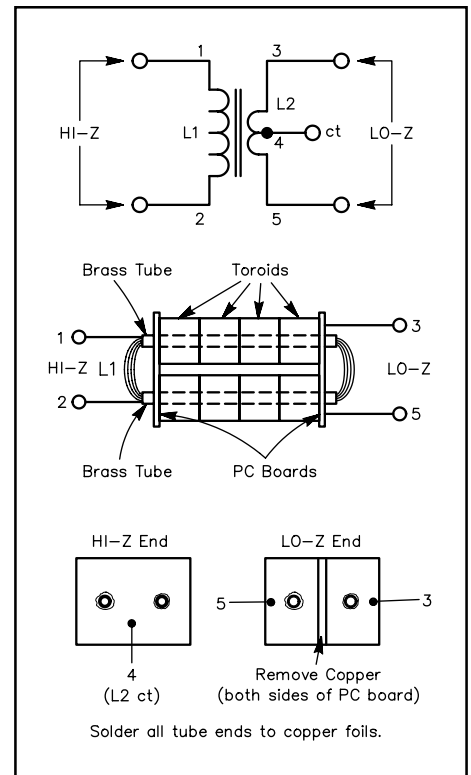 1 3
HI-Z L1 L2 4 ct LO-Z
2 5
Brass Tube Toroids
1 3
HI-Z L1 LO-Z
2 5
Brass Tube PC Boards
HI-Z End LO-Z End
5 3
4 Remove Copper
(L2 ct) (both sides of PC board)
Solder all tube ends to copper foils.